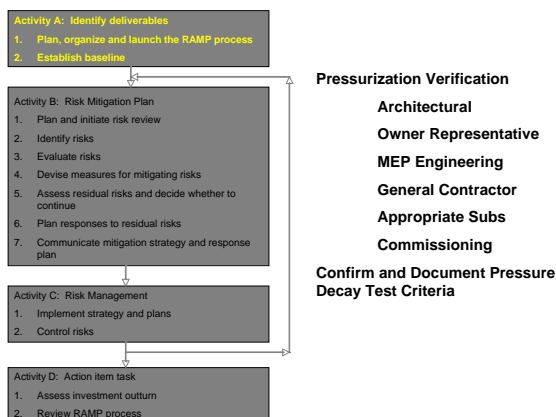 Activity A: Identify deliverables
1. Plan, organize and launch the RAMP process
2. Establish baseline
Activity B: Risk Mitigation Plan
1. Plan and initiate risk review
2. Identify risks
3. Evaluate risks
4. Devise measures for mitigating risks
5. Assess residual risks and decide whether to
continue
6. Plan responses to residual risks
7. Communicate mitigation strategy and response
plan
Activity C: Risk Management
1. Implement strategy and plans
2. Control risks
Activity D: Action item task
1. Assess investment outturn
2. Review RAMP process
Pressurization Verification
Architectural
Owner Representative
MEP Engineering
General Contractor
Appropriate Subs
Commissioning
Confirm and Document Pressure
Decay Test Criteria